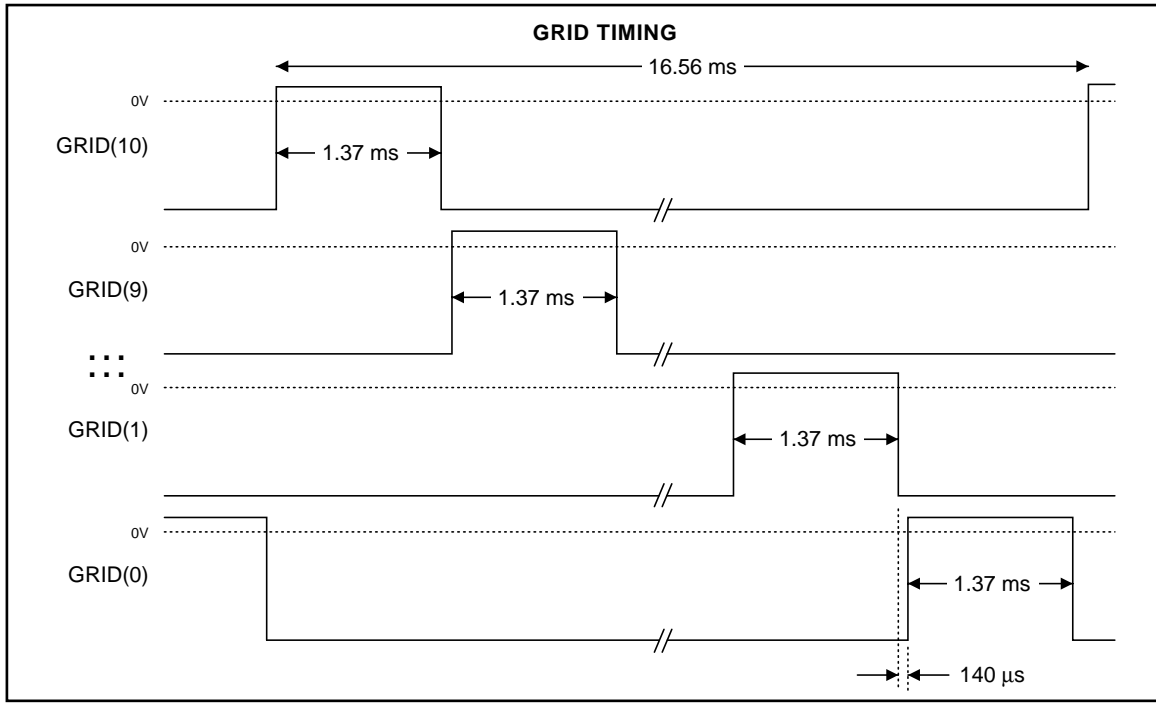 GRID TIMING
16.56 ms
0V
GRID(10)
1.37 ms
0V
GRID(9)
1.37 ms
0V
GRID(1)
1.37 ms
0V
GRID(0)
1.37 ms
140 μs